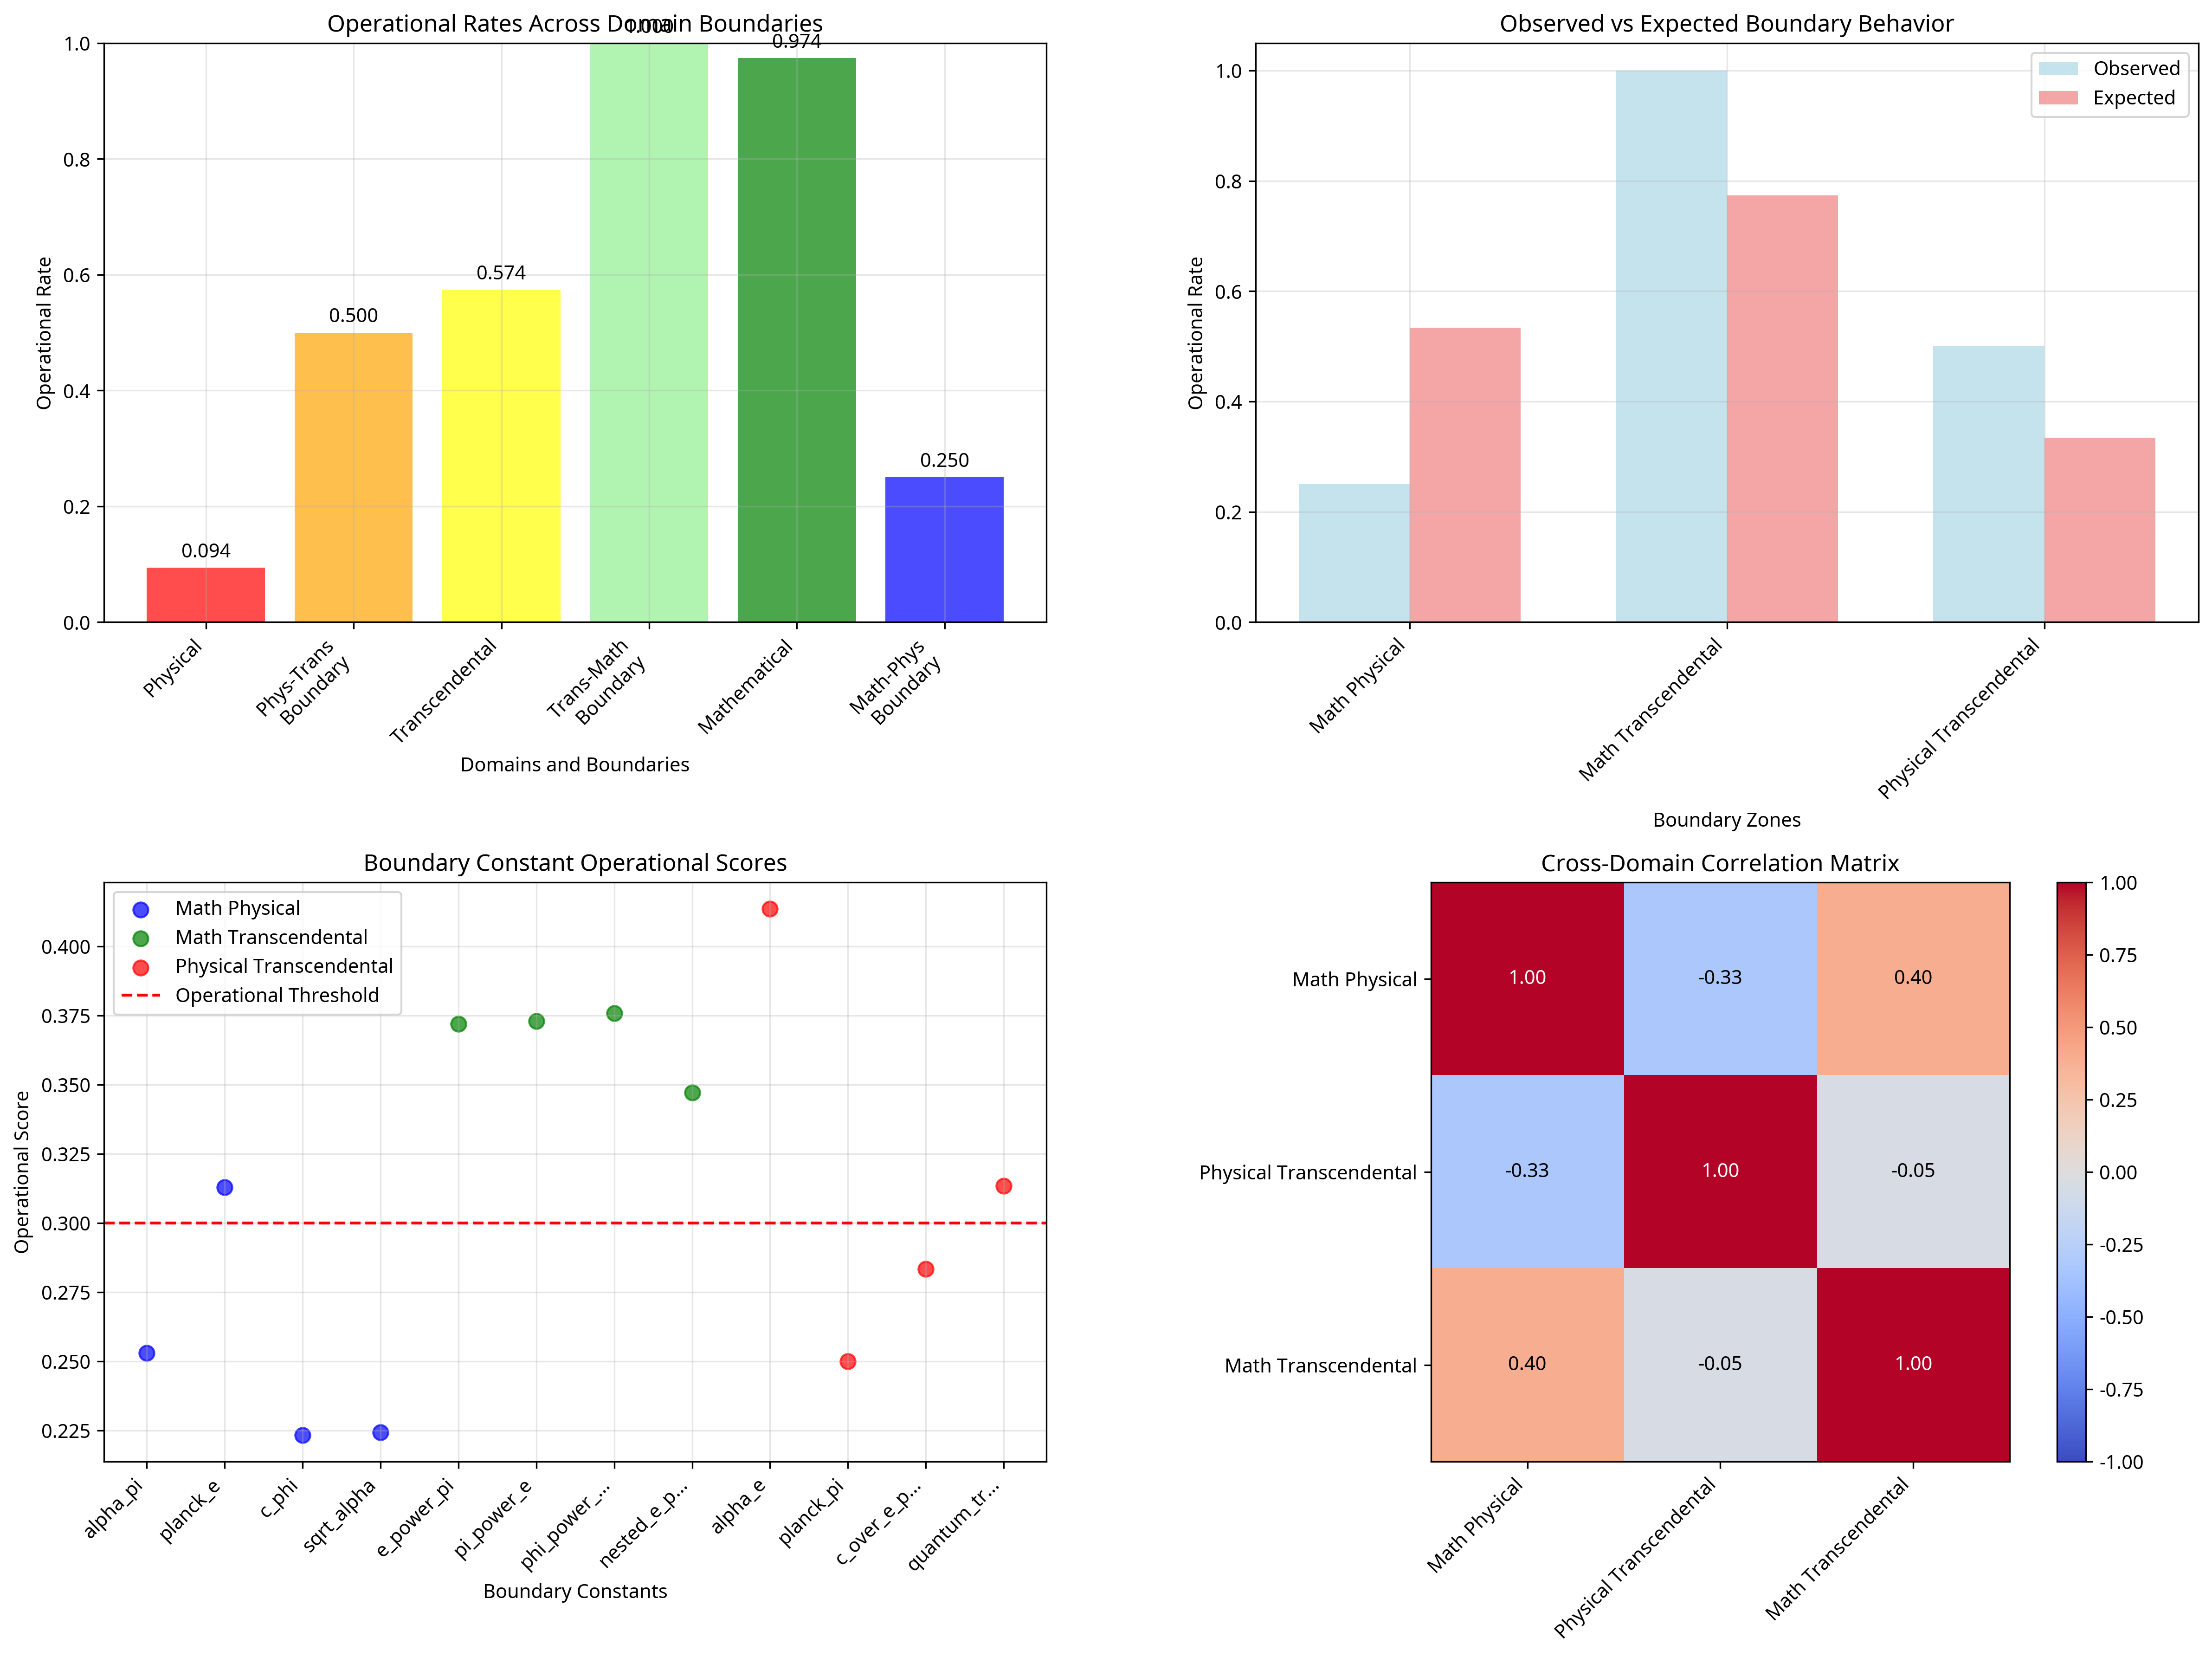 Operational Rates Across Domain Boundaries
1.000
0.974
0.574
0.500
0.250
0.094
1.0
0.8
0.6
0.4
0.2
0.0
Operational Rate
Physical
Phys-Trans
Boundary
Transcendental
Trans-Math
Boundary
Mathematical
Math-Phys
Boundary
Domains and Boundaries
Observed vs Expected Boundary Behavior
Observed
Expected
1.0
0.8
0.6
0.4
0.2
0.0
Operational Rate
Math Physical
Math Transcendental
Physical Transcendental
Boundary Zones
Boundary Constant Operational Scores
Math Physical
Math Transcendental
Physical Transcendental
Operational Threshold
0.400
0.375
0.350
0.325
0.300
0.275
0.250
0.225
Operational Score
alpha_pi
planck_e
c_phi
sqrt_alpha
e_power_pi
pi_power_e
phi_power_...
nested_e_p...
alpha_e
planck_pi
c_over_e_p...
quantum_tr...
Boundary Constants
Cross-Domain Correlation Matrix
Math Physical
1.00 -0.33 0.40
Physical Transcendental
-0.33 1.00 -0.05
Math Transcendental
0.40 -0.05 1.00
Math Physical
Physical Transcendental
Math Transcendental
1.00
0.75
0.50
0.25
0.00
-0.25
-0.50
-0.75
-1.00